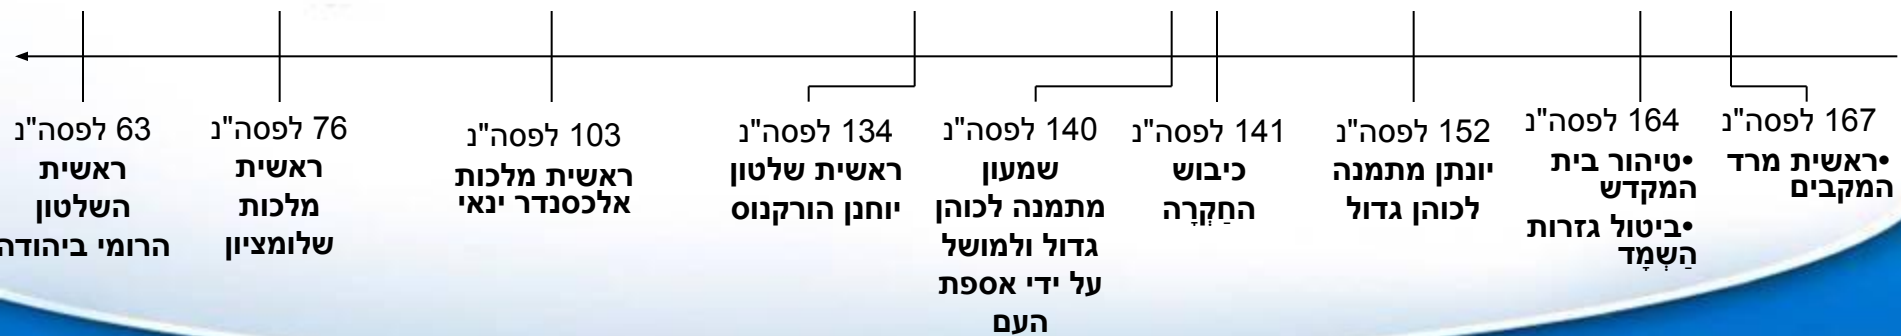 167 לפסה"נ
•ראשית מרד
המקבים
164 לפסה"נ
•טיהור בית
המקדש
•ביטול גזרות
הַשְמָד
152 לפסה"נ
יונתן מתמנה
לכוהן גדול
141 לפסה"נ
כיבוש
החַקְרָה
140 לפסה"נ
שמעון
מתמנה לכוהן
גדול ולמושל
על ידי אספת
העם
134 לפסה"נ
ראשית שלטון
יוחנן הורקנוס
103 לפסה"נ
ראשית מלכות
אלכסנדר ינאי
76 לפסה"נ
ראשית
מלכות
שלומציון
63 לפסה"נ
ראשית
השלטון
הרומי ביהודה